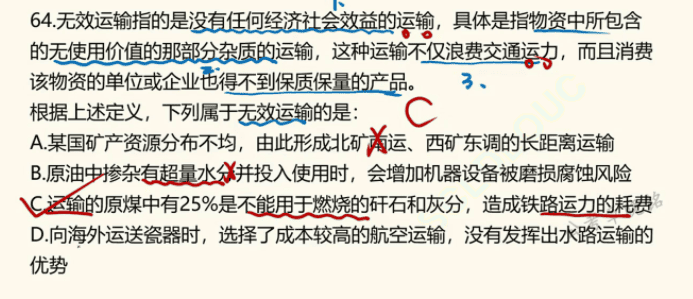 64.无效运输指的是没有任何经济社会效益的运输，具体是指物资中所包含
的无使用价值的那部分杂质的运输，这种运输不仅浪费交通运力，而且消费
该物资的单位或企业也得不到保质保量的产品。
3、
根据上述定义，下列属于无效运输的是：
C
A.某国矿产资源分布不均，由此形成北矿南运、西矿东调的长距离运输
B.原油中掺杂有超量水分并投入使用时，会增加机器设备被磨损腐蚀风险
C.运输的原煤中有25%是不能用于燃烧的矸石和灰分，造成铁路运力的耗费
D.向海外运送瓷器时，选择了成本较高的航空运输，没有发挥出水路运输的
优势